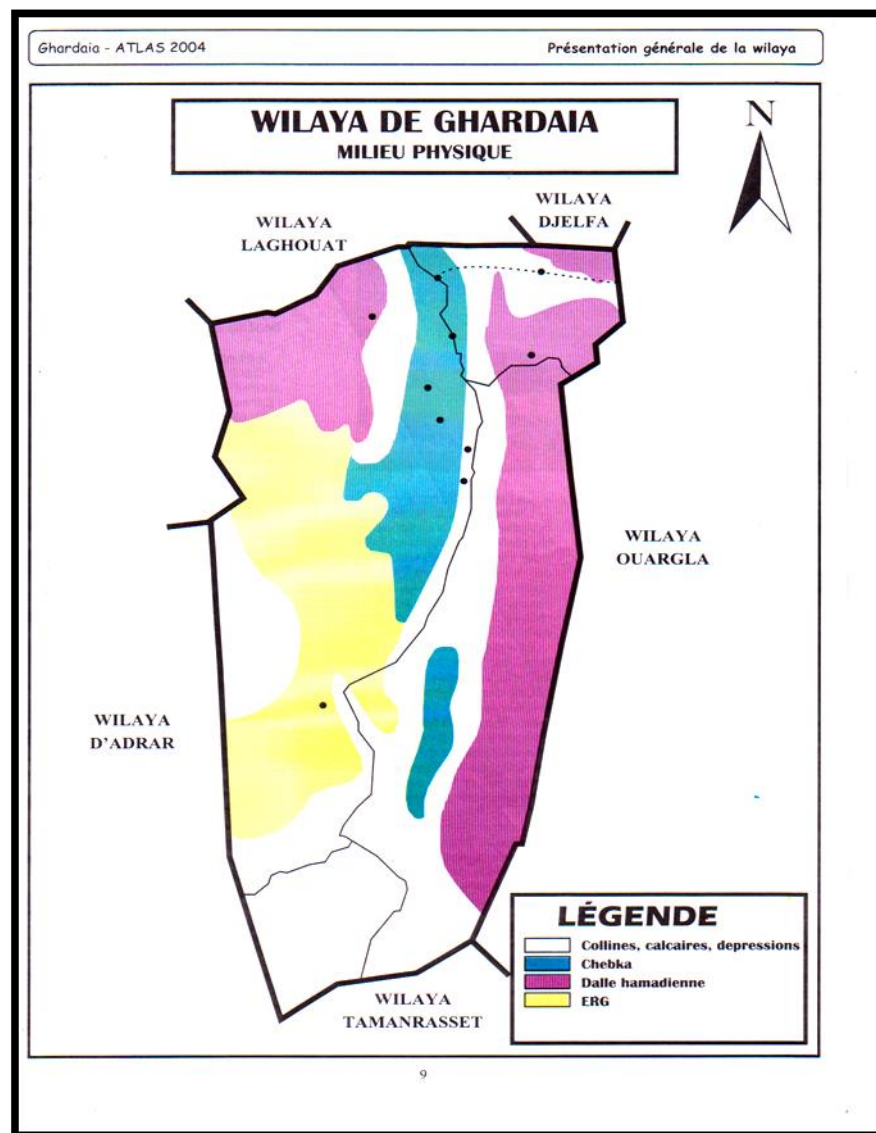 Ghardaia - ATLAS 2004
Présentation générale de la wilaya
WILAYA DE GHARDAIA
MILIEU PHYSIQUE
N
WILAYA
DJELFA
WILAYA
LAGHOUAT
WILAYA
OUARGLA
WILAYA
D'ADRAR
WILAYA
TAMANRASSET
LÉGENDE
Collines, calcaires, depressions
Chebka
Dalle hamadienne
ERG
9